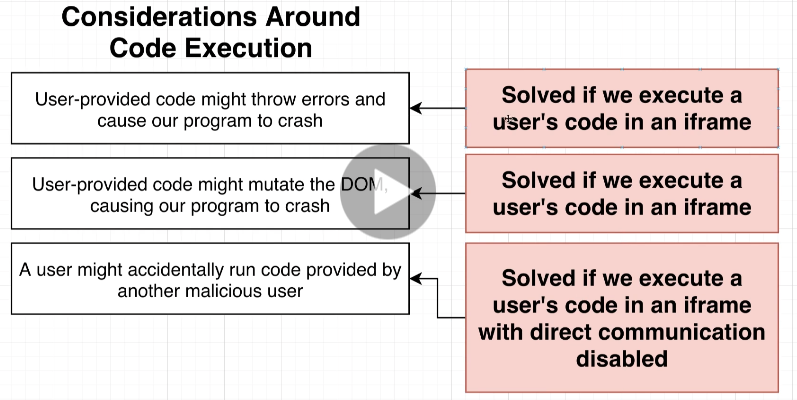 Considerations Around
Code Execution
User-provided code might throw errors and
cause our program to crash
Solved if we execute a
user's code in an iframe
User-provided code might mutate the DOM,
causing our program to crash
Solved if we execute a
user's code in an iframe
A user might accidentally run code provided by
another malicious user
Solved if we execute a
user's code in an iframe
with direct communication
disabled